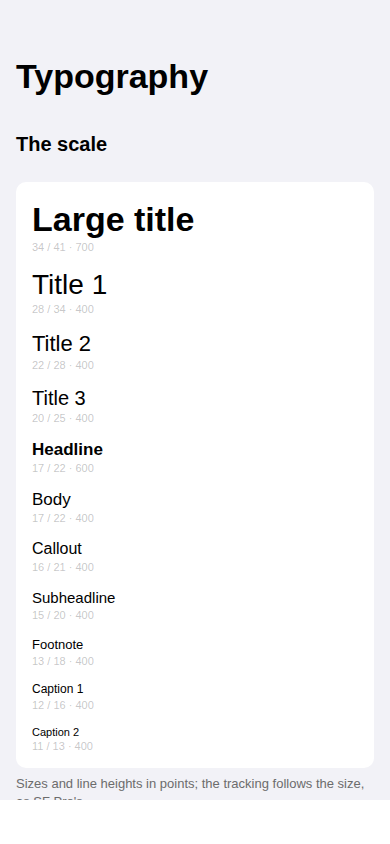 Typography
The scale
Large title
34 / 41 · 700
Title 1
28 / 34 · 400
Title 2
22 / 28 · 400
Title 3
20 / 25 · 400
Headline
17 / 22 · 600
Body
17 / 22 · 400
Callout
16 / 21 · 400
Subheadline
15 / 20 · 400
Footnote
13 / 18 · 400
Caption 1
12 / 16 · 400
Caption 2
11 / 13 · 400
Sizes and line heights in points; the tracking follows the size,